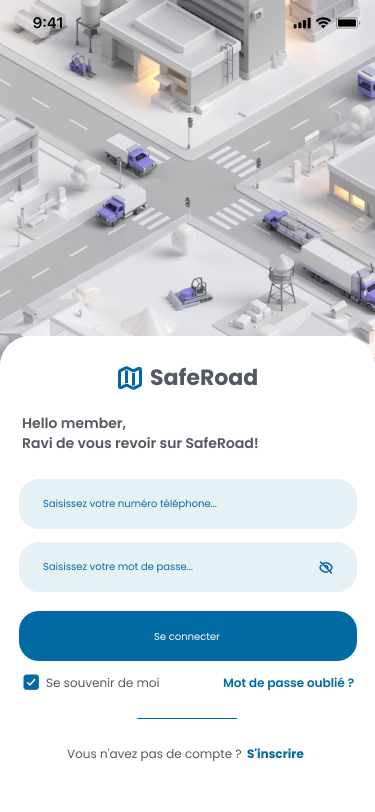 9:41
SafeRoad
Hello member,
Ravi de vous revoir sur SafeRoad!
Saisissez votre numéro téléphone...
Saisissez votre mot de passe...
Se connecter
Se souvenir de moi
Mot de passe oublié ?
Vous n'avez pas de compte ? S'inscrire